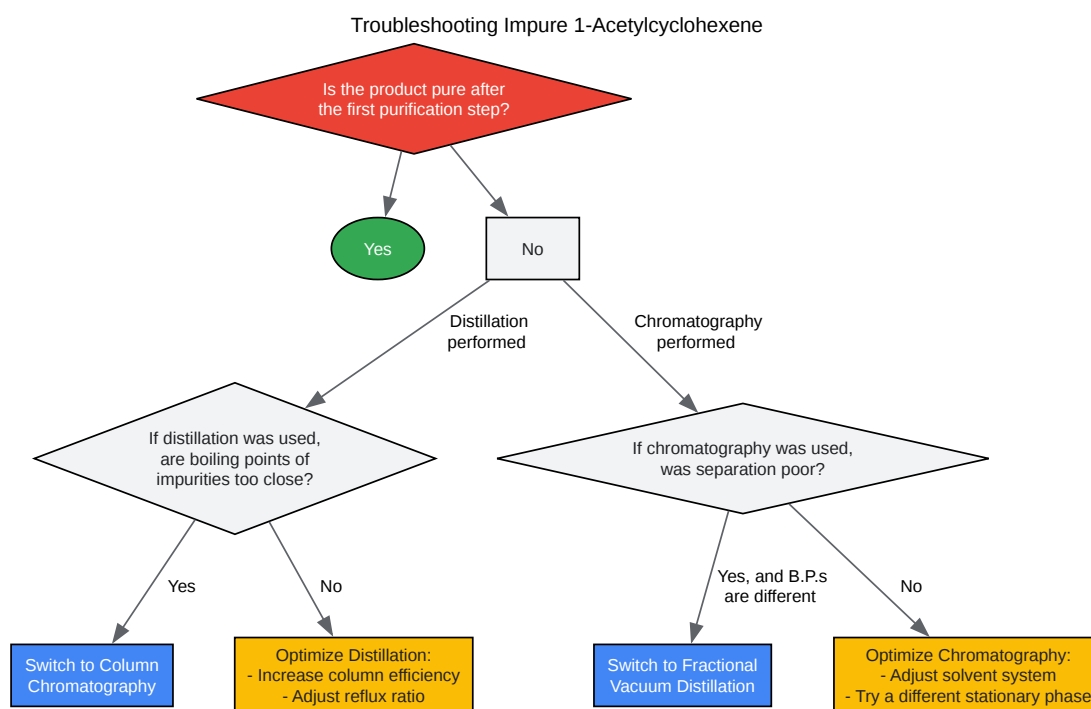 Troubleshooting Impure 1-Acetylcyclohexene
Is the product pure after
the first purification step?
Yes
No
Distillation
performed
Chromatography
performed
If distillation was used,
are boiling points of
impurities too close?
If chromatography was used,
was separation poor?
Yes
No
Yes, and B.P.s
are different
No
Switch to Column
Chromatography
Optimize Distillation:
- Increase column efficiency
- Adjust reflux ratio
Switch to Fractional
Vacuum Distillation
Optimize Chromatography:
- Adjust solvent system
- Try a different stationary phase